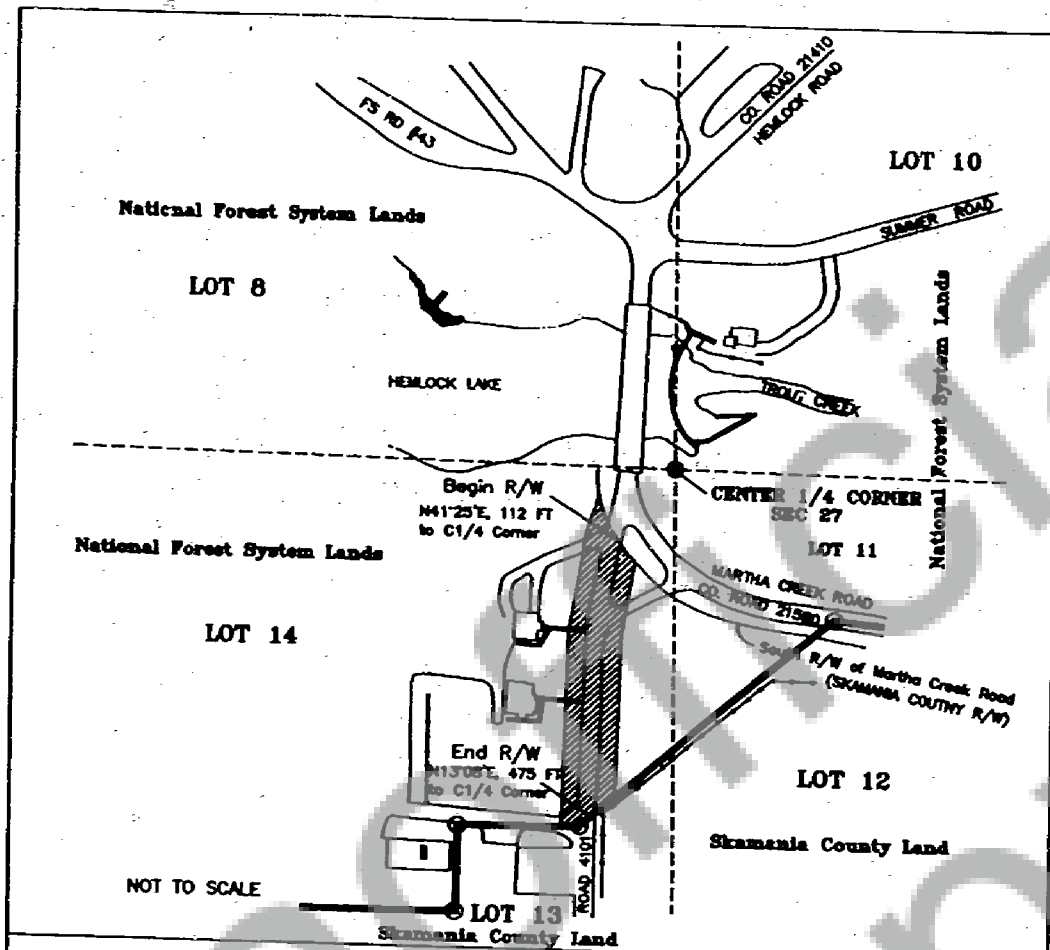 CO. ROAD 21410
HEMLOCK ROAD
FS RD #43
LOT 10
National Forest System Lands
SUMMER ROAD
LOT 8
National Forest System Lands
HEMLOCK LAKE
TROUT CREEK
Begin R/W
N41°25'E, 112 FT
to C1/4 Corner
CENTER 1/4 CORNER
SEC 27
National Forest System Lands
LOT 11
MARTHA CREEK ROAD
CO. ROAD
LOT 14
South R/W of Martha Creek Road
(SKAMANIA COUTHY R/W)
End R/W
N13°05'E, 475 FT
to C1/4 Corner
LOT 12
Skamania County Land
ROAD 4101
NOT TO SCALE
LOT 13
Skamania County Land